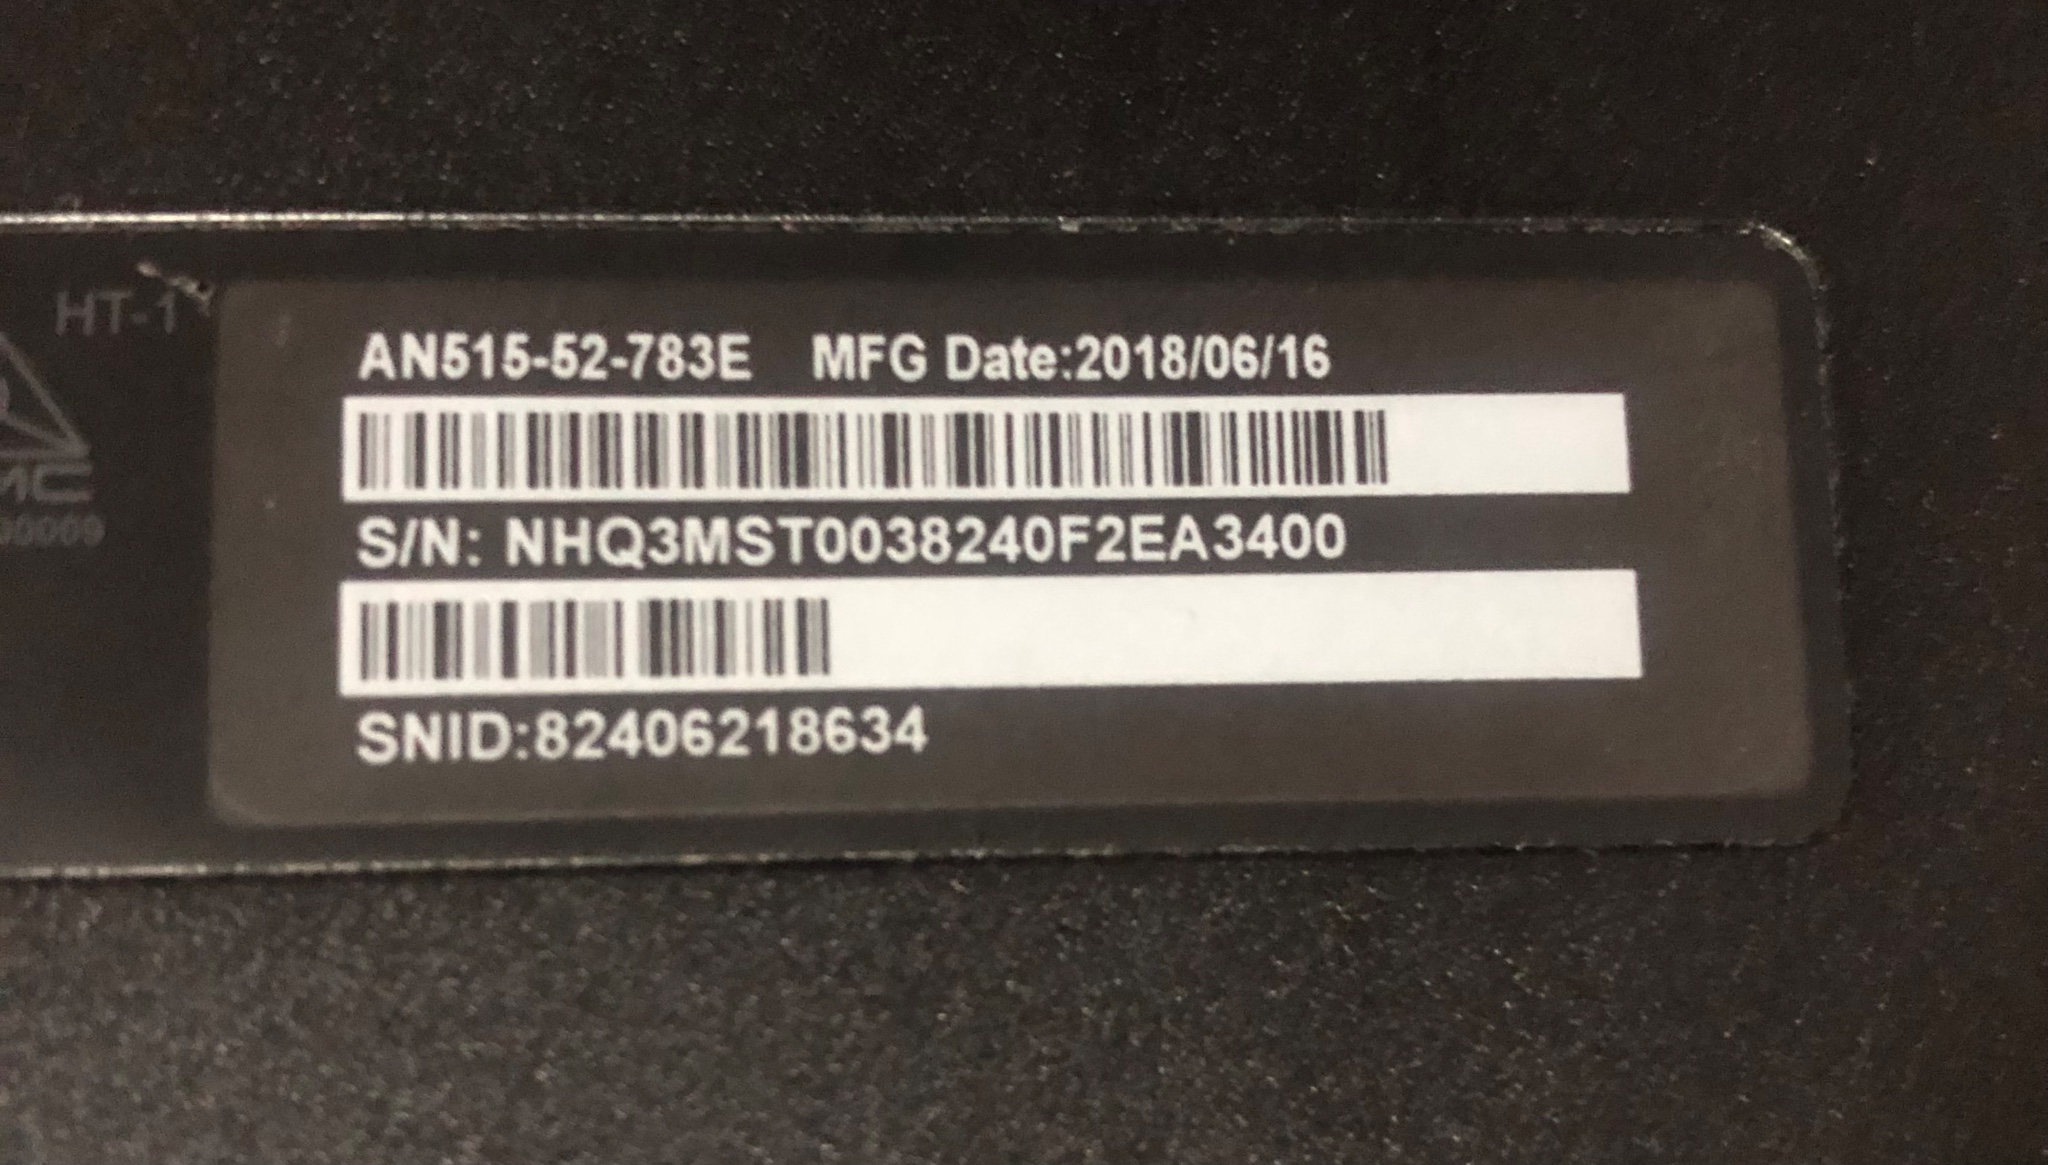 HT-1
AN515-52-783E MFG Date:2018/06/16
S/N: NHQ3MST0038240F2EA3400
SNID:82406218634